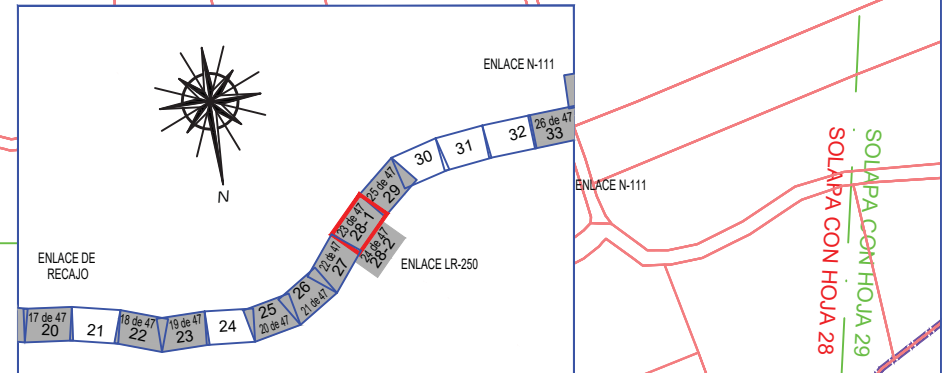 ENLACE N-111
N
ENLACE DE
RECAJO
17 de 47
20
21
18 de 47
22
19 de 47
23
24
25
20 de 47
26
21 de 47
22 de 47
27
23 de 47
28-1
24 de 47
28-2
ENLACE LR-250
25 de 47
29
30
31
32
26 de 47
33
ENLACE N-111
SOLAPA CON HOJA 29
SOLAPA CON HOJA 28